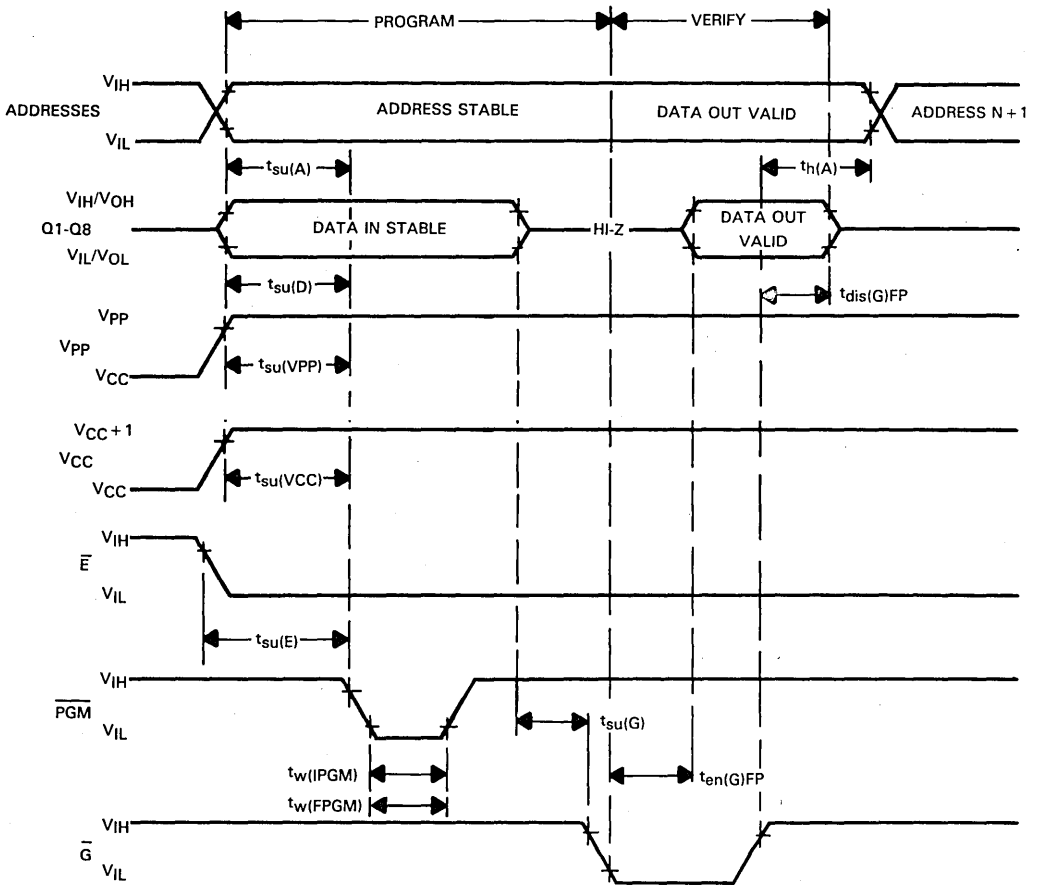 PROGRAM
VERIFY
VIH
ADDRESSES
ADDRESS STABLE
DATA OUT VALID
ADDRESS N + 1
VIL
tsu(A)
th(A)
VIH/VOH
Q1-Q8
DATA IN STABLE
HI-Z
DATA OUT
VALID
VIL/VOL
tsu(D)
tdis(G)FP
VPP
VPP
tsu(VPP)
VCC
VCC + 1
VCC
tsu(VCC)
VCC
VIH
E
VIL
tsu(E)
VIH
PGM
VIL
tsu(G)
tw(IPGM)
ten(G)FP
tw(FPGM)
VIH
G
VIL